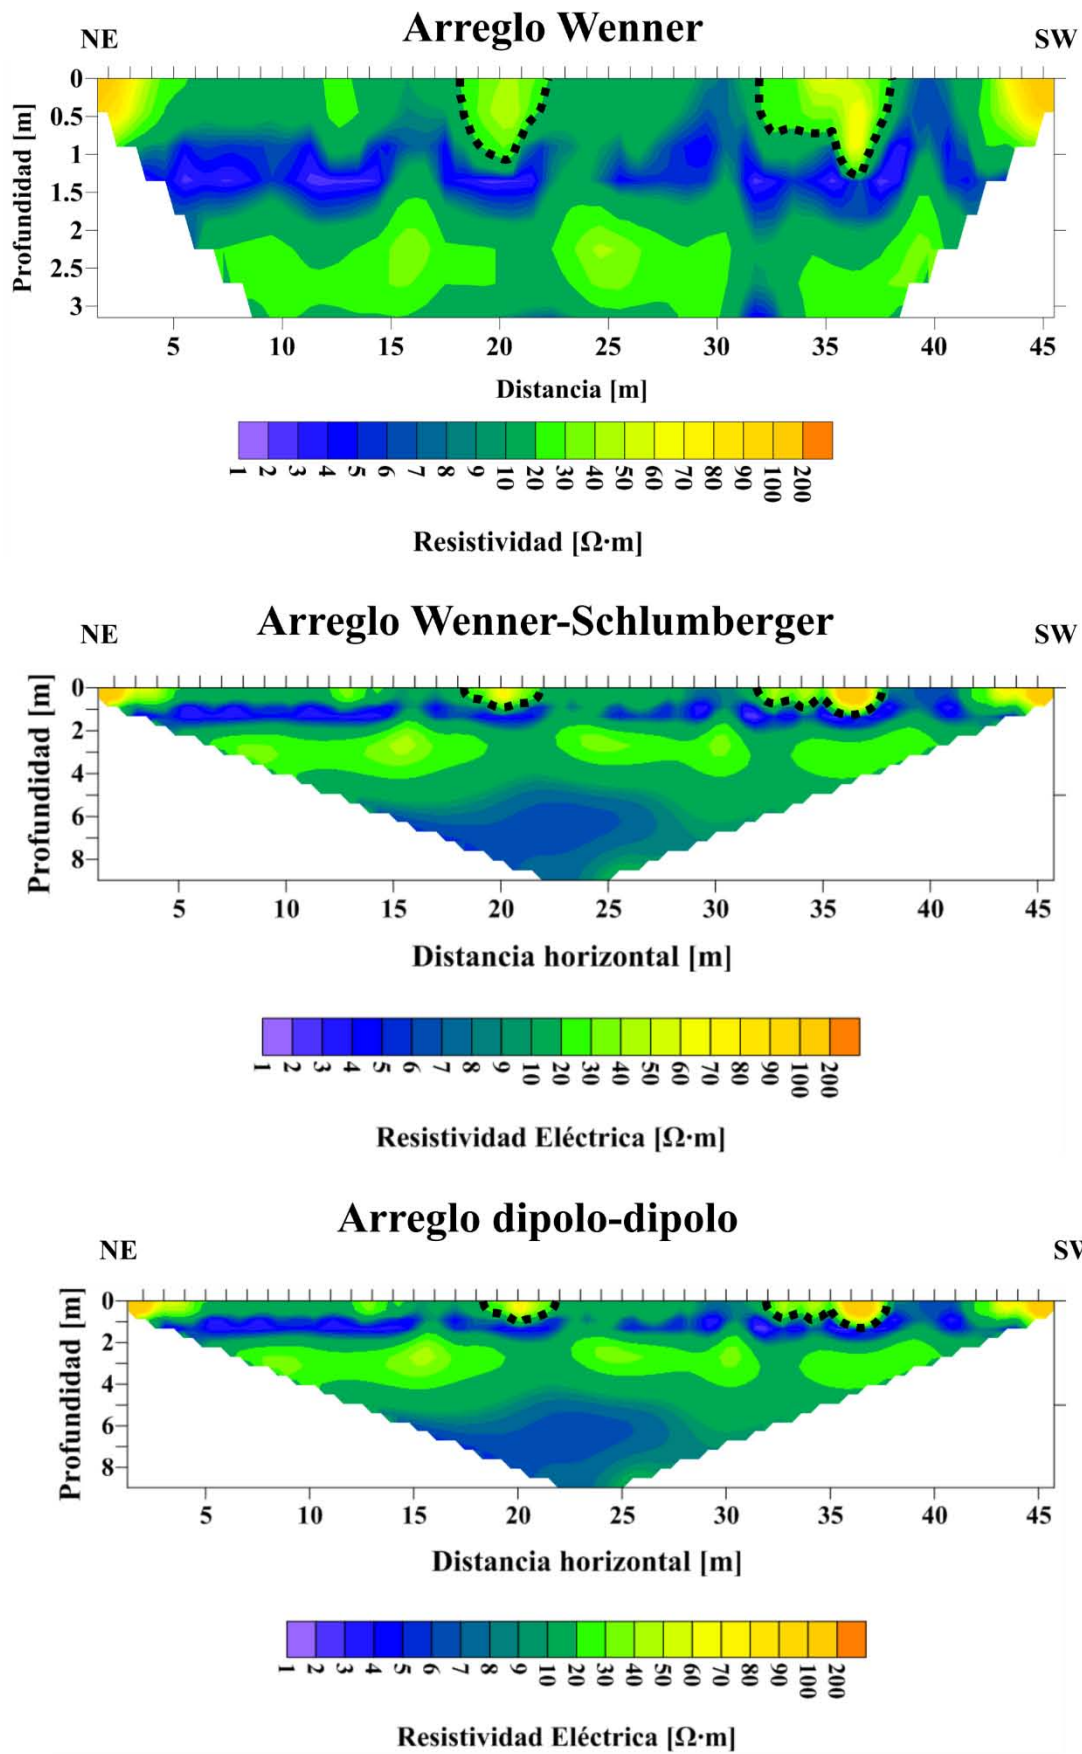 Arreglo Wenner
NE SW
Profundidad [m]
0
0.5
1
1.5
2
2.5
3
5 10 15 20 25 30 35 40 45
Distancia [m]
1 2 3 4 5 6 7 8 9 10 20 30 40 50 60 70 80 90 100 200
Resistividad [Ω·m]
Arreglo Wenner-Schlumberger
NE SW
Profundidad [m]
0
2
4
6
8
5 10 15 20 25 30 35 40 45
Distancia horizontal [m]
1 2 3 4 5 6 7 8 9 10 20 30 40 50 60 70 80 90 100 200
Resistividad Eléctrica [Ω·m]
Arreglo dipolo-dipolo
NE SW
Profundidad [m]
0
2
4
6
8
5 10 15 20 25 30 35 40 45
Distancia horizontal [m]
1 2 3 4 5 6 7 8 9 10 20 30 40 50 60 70 80 90 100 200
Resistividad Eléctrica [Ω·m]